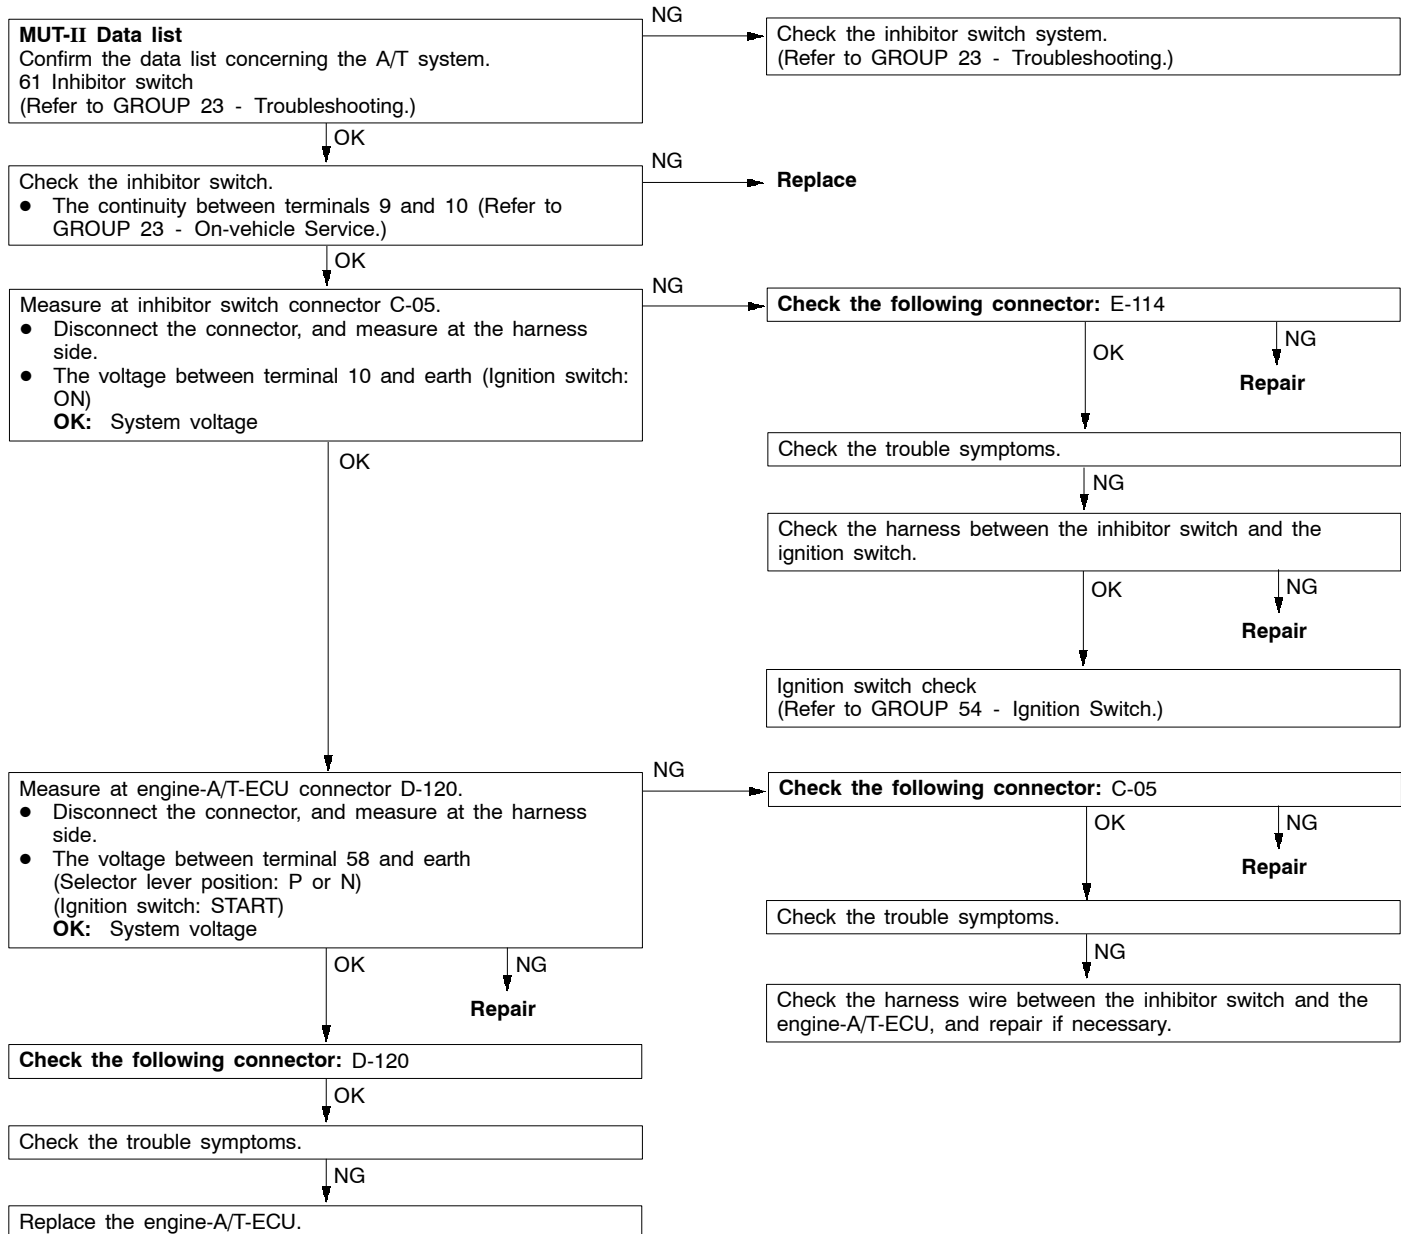 MUT-II Data list
Confirm the data list concerning the A/T system.
61 Inhibitor switch
(Refer to GROUP 23 - Troubleshooting.)
NG
Check the inhibitor switch system.
(Refer to GROUP 23 - Troubleshooting.)
OK
Check the inhibitor switch.
● The continuity between terminals 9 and 10 (Refer to
GROUP 23 - On-vehicle Service.)
NG
Replace
OK
Measure at inhibitor switch connector C-05.
● Disconnect the connector, and measure at the harness
side.
● The voltage between terminal 10 and earth (Ignition switch:
ON)
OK: System voltage
NG
Check the following connector: E-114
OK
NG
Repair
Check the trouble symptoms.
NG
Check the harness between the inhibitor switch and the
ignition switch.
OK
NG
Repair
Ignition switch check
(Refer to GROUP 54 - Ignition Switch.)
OK
Measure at engine-A/T-ECU connector D-120.
● Disconnect the connector, and measure at the harness
side.
● The voltage between terminal 58 and earth
(Selector lever position: P or N)
(Ignition switch: START)
OK: System voltage
NG
Check the following connector: C-05
OK
NG
Repair
Check the trouble symptoms.
NG
Check the harness wire between the inhibitor switch and the
engine-A/T-ECU, and repair if necessary.
OK
NG
Repair
Check the following connector: D-120
OK
Check the trouble symptoms.
NG
Replace the engine-A/T-ECU.